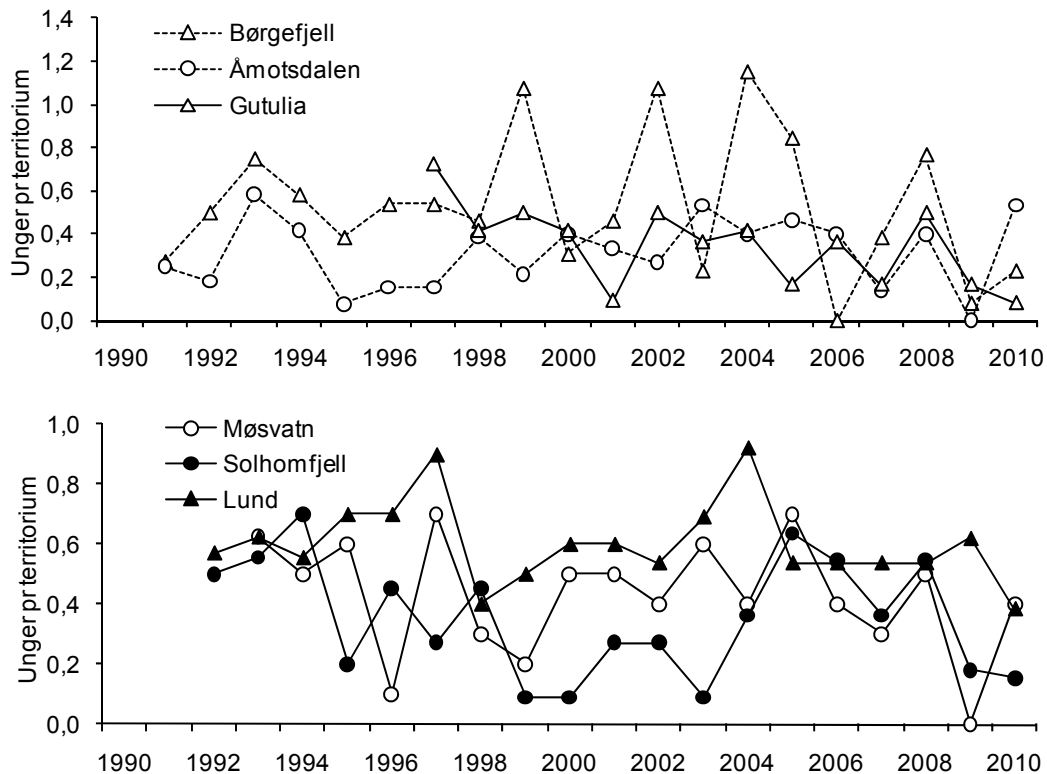 Unger pr territorium
1,4
1,2
1,0
0,8
0,6
0,4
0,2
0,0
Børgefjell
Åmotsdalen
Gutulia
1990 1992 1994 1996 1998 2000 2002 2004 2006 2008 2010
Unger pr territorium
1,0
0,8
0,6
0,4
0,2
0,0
Møsvatn
Solhomfjell
Lund
1990 1992 1994 1996 1998 2000 2002 2004 2006 2008 2010